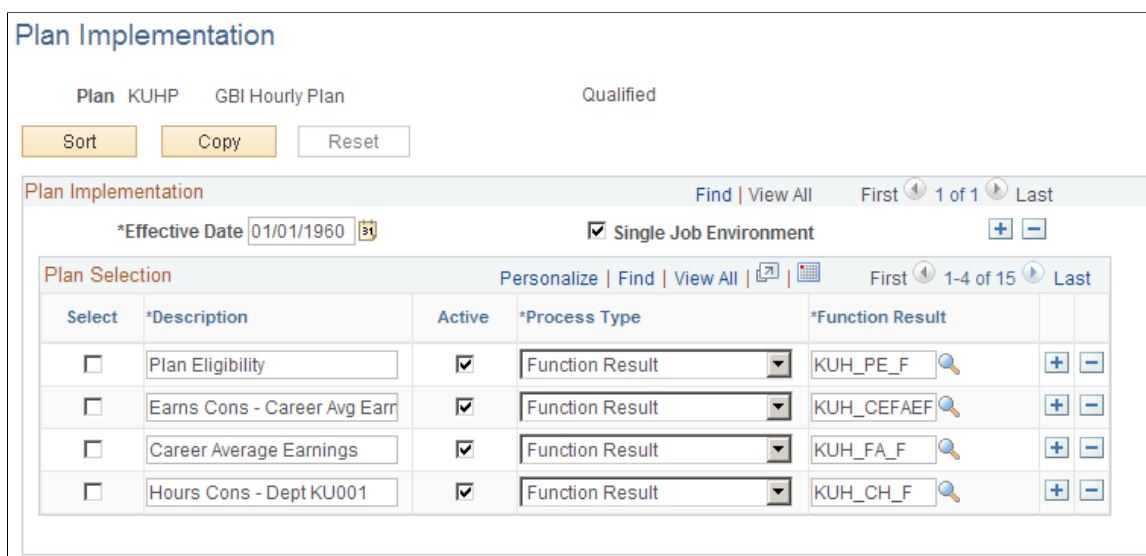 Plan Implementation
Plan KUHP GBI Hourly Plan Qualified
Sort Copy Reset
Plan Implementation Find | View All First 1 of 1 Last
*Effective Date 01/01/1960 31 Single Job Environment
Plan Selection Personalize | Find | View All | | First 1-4 of 15 Last
Select *Description Active *Process Type *Function Result
Plan Eligibility Function Result KUH_PE_F
Earns Cons - Career Avg Earn Function Result KUH_CEFAEF
Career Average Earnings Function Result KUH_FA_F
Hours Cons - Dept KU001 Function Result KUH_CH_F